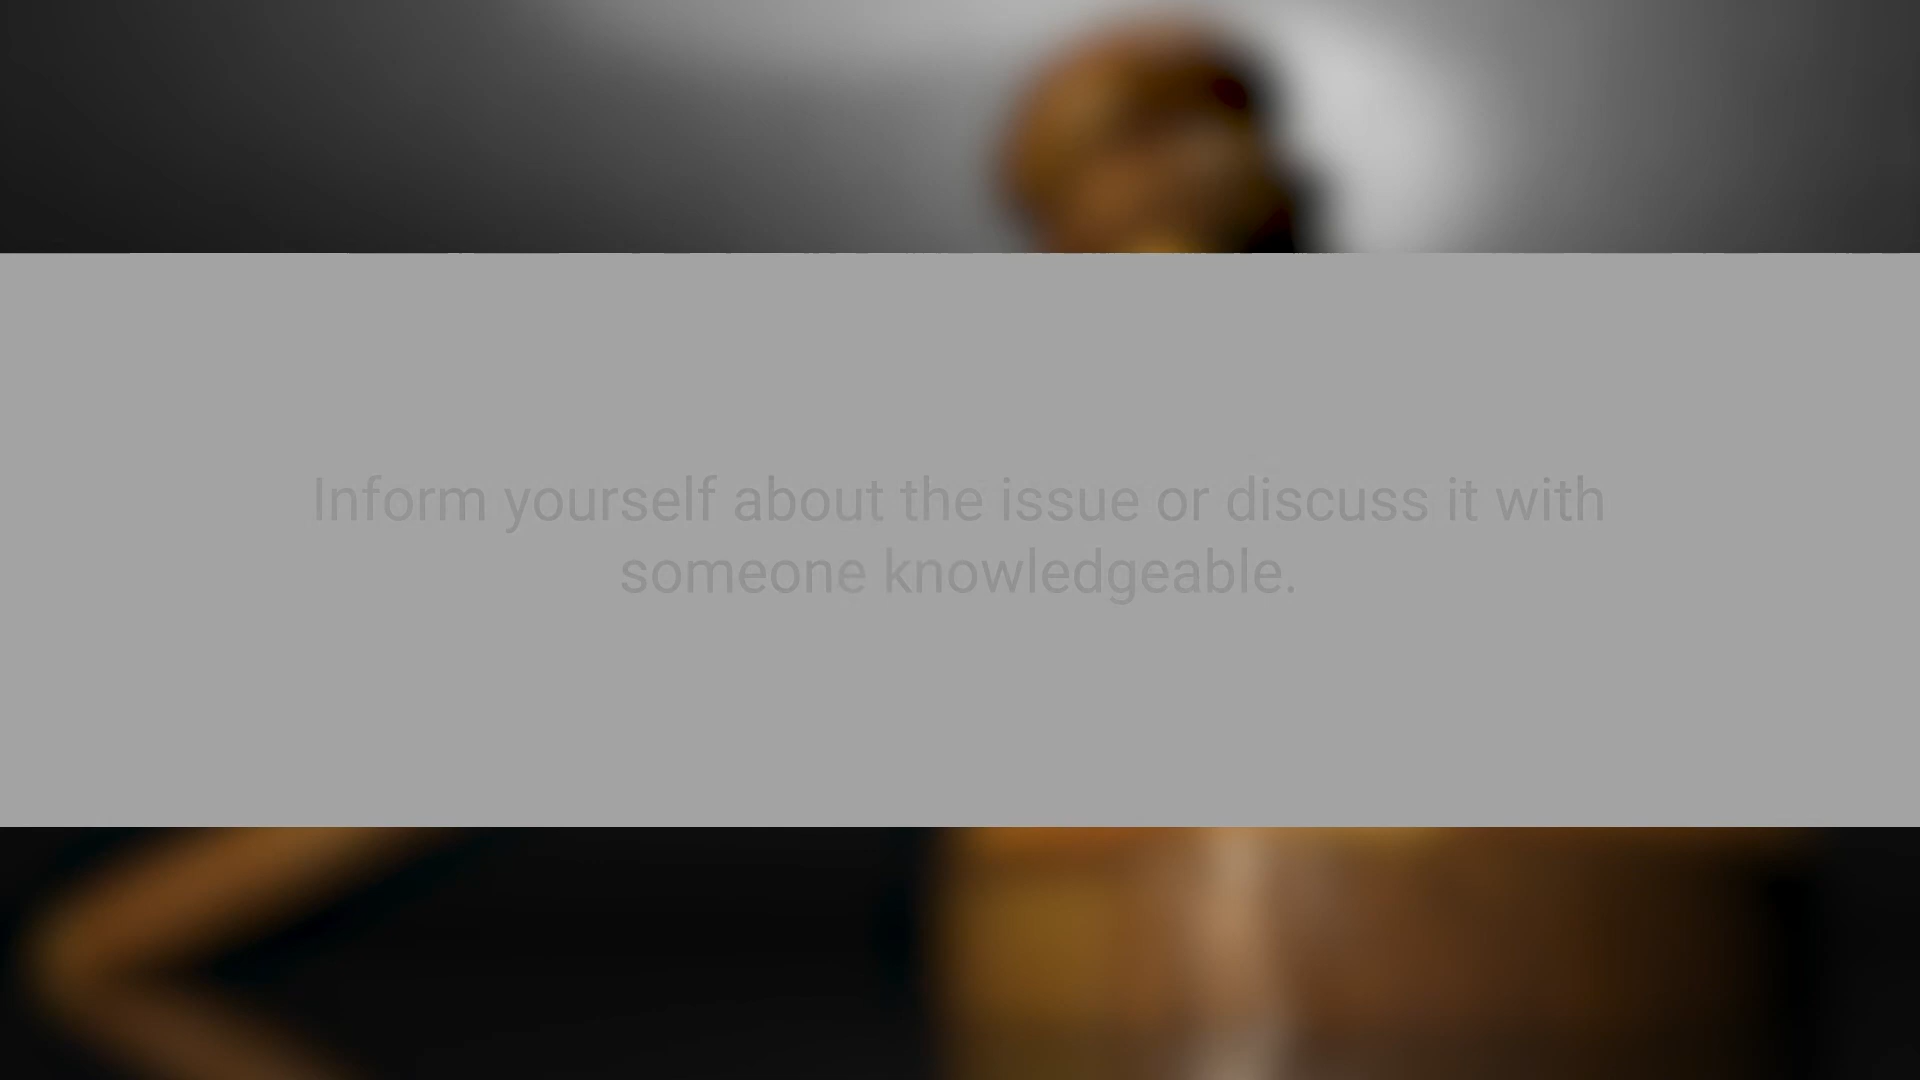 Inform yourself about the issue or discuss it with
someone knowledgeable.